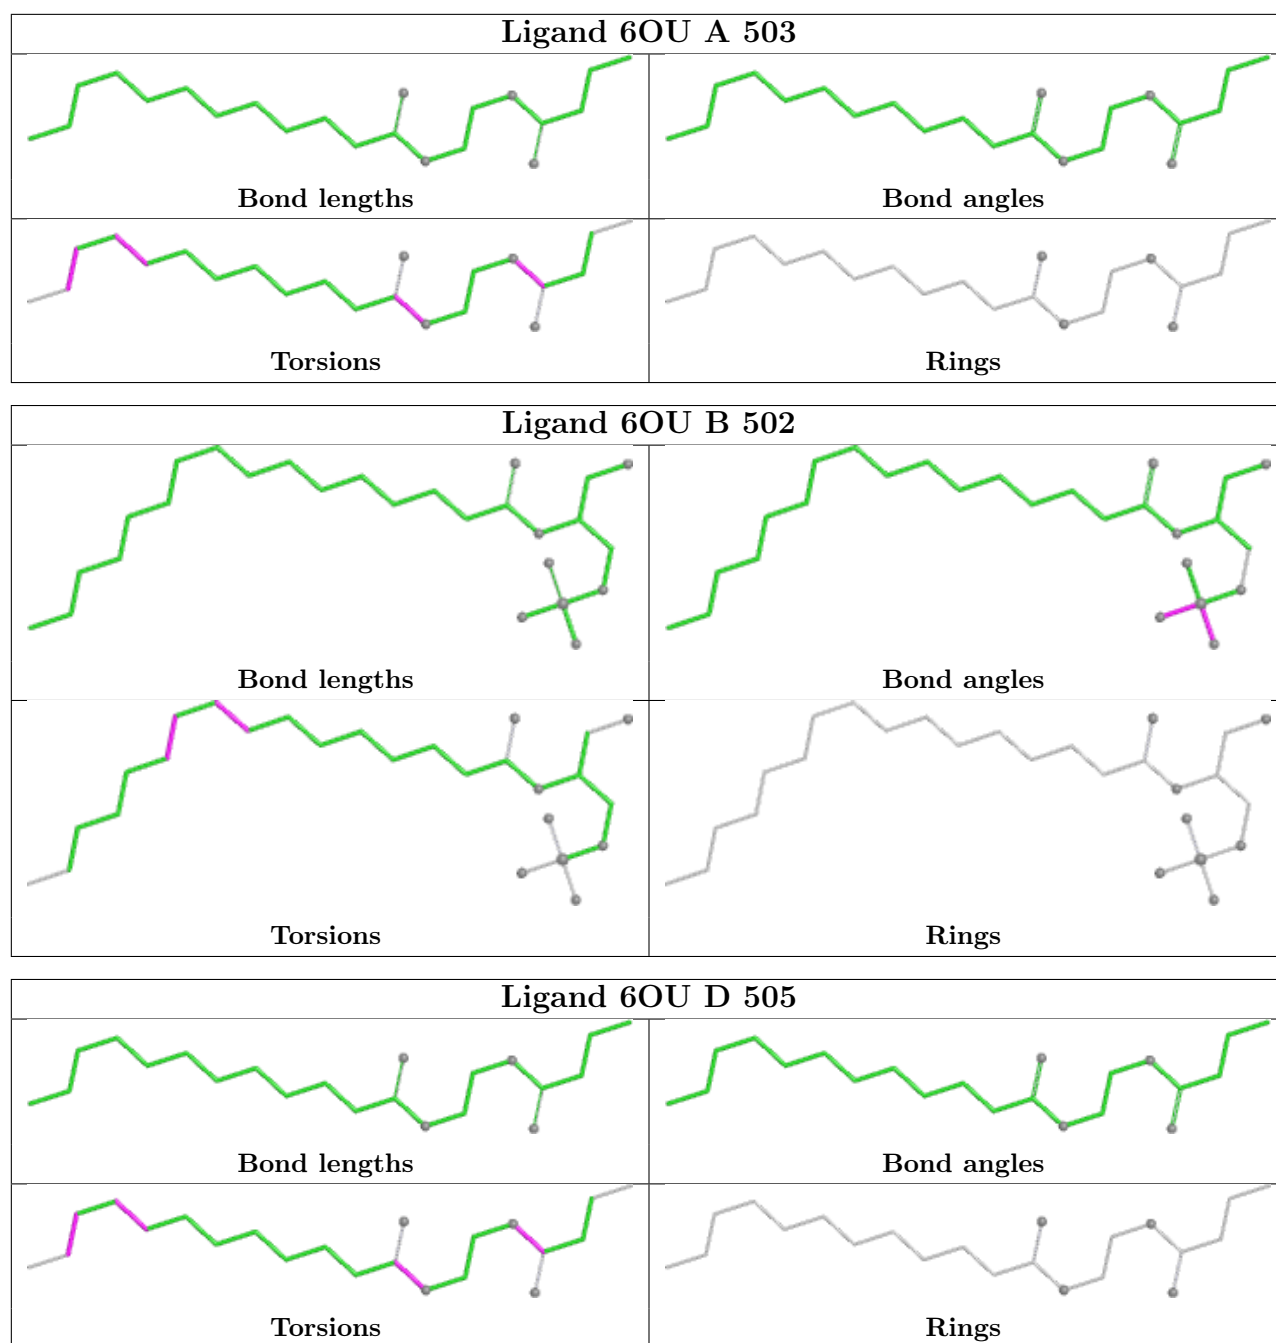 Ligand 6OU A 503
Bond lengths
Bond angles
Torsions
Rings
Ligand 6OU B 502
Bond lengths
Bond angles
Torsions
Rings
Ligand 6OU D 505
Bond lengths
Bond angles
Torsions
Rings